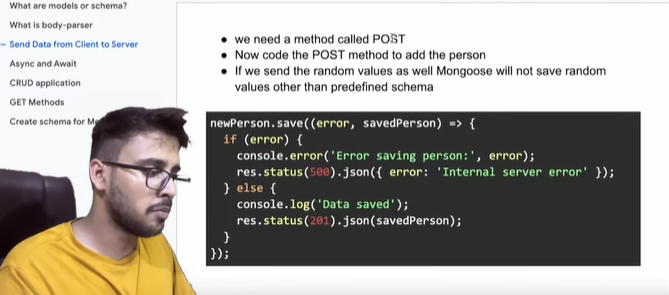 What are models or schema?
What is body-parser
Send Data from Client to Server
Async and Await
CRUD application
GET Methods
Create schema for
• we need a method called POST
• Now code the POST method to add the person
• If we send the random values as well Mongoose will not save random
values other than predefined schema
newPerson.save((error, savedPerson) => {
if (error) {
console.error('Error saving person:', error);
res.status(500).json({ error: 'Internal server error' });
} else {
console.log('Data saved');
res.status(201).json(savedPerson);
}
});